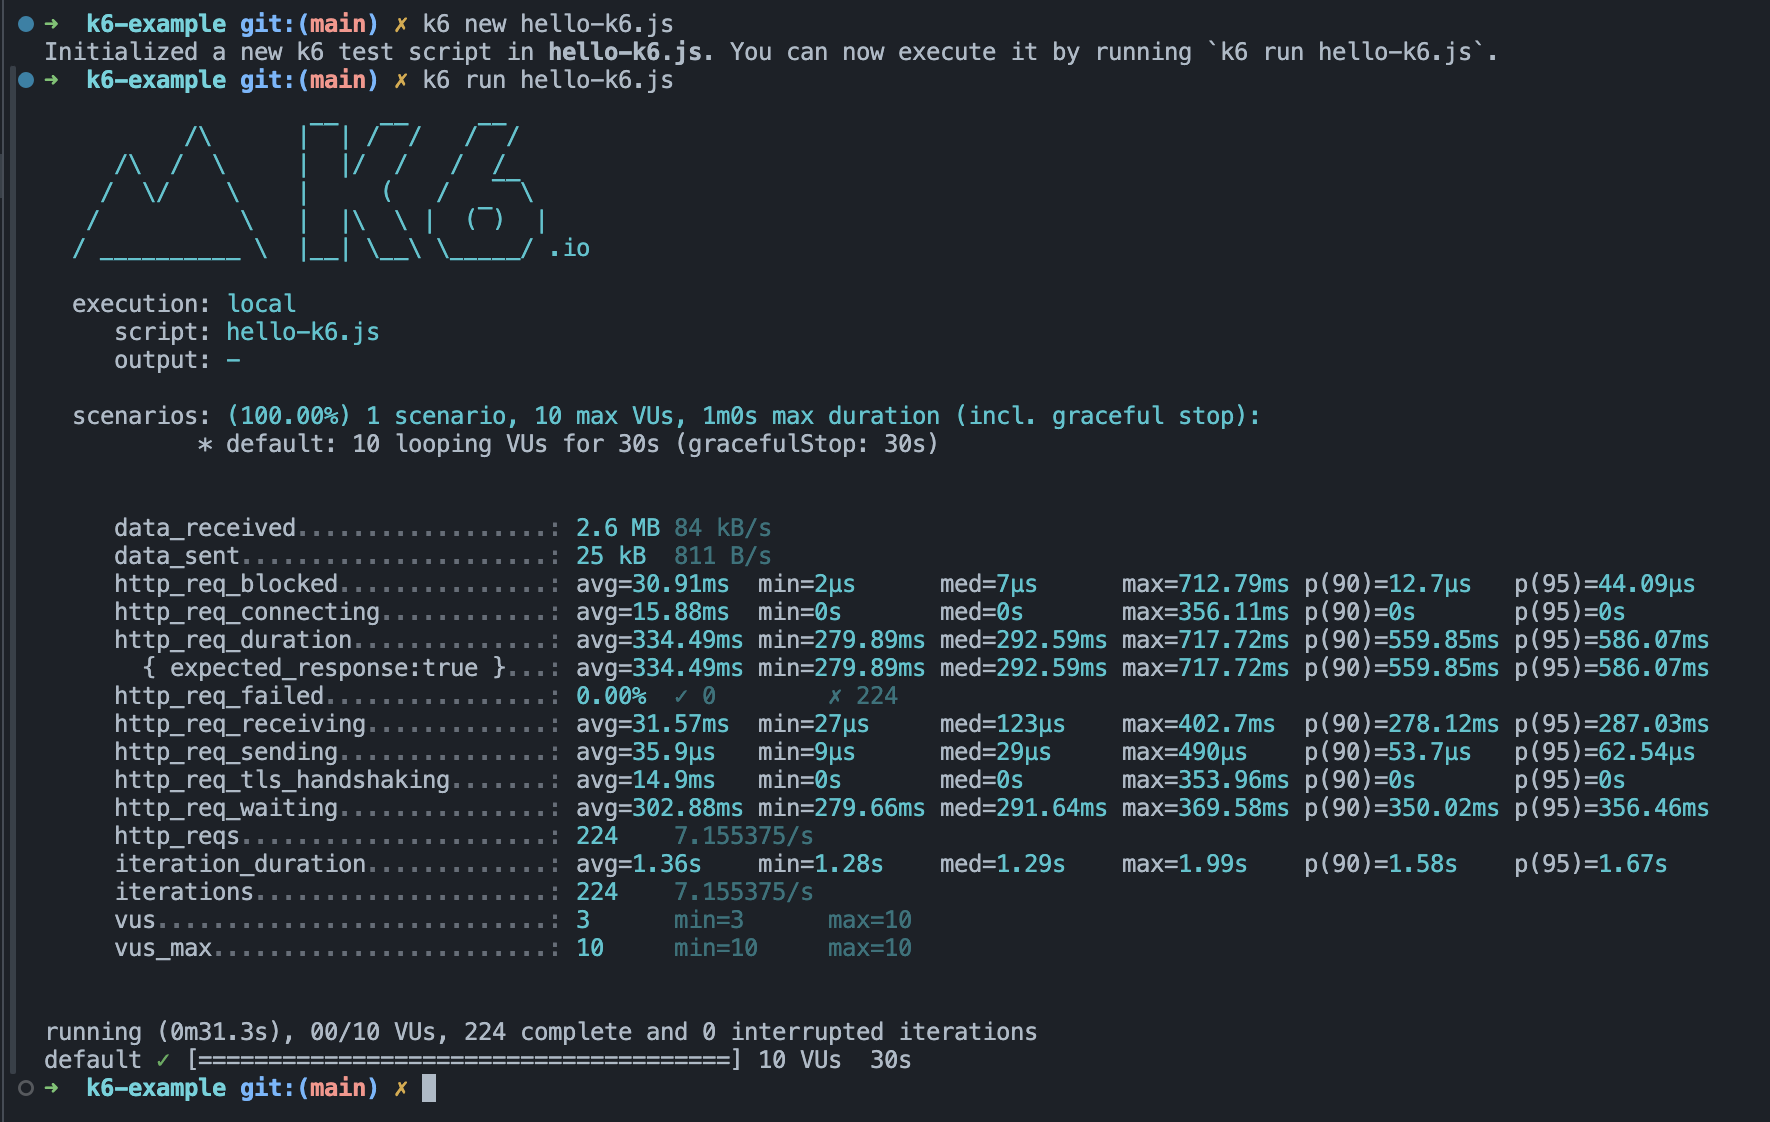 ➜  k6-example git:(main) ✗ k6 new hello-k6.js
Initialized a new k6 test script in hello-k6.js. You can now execute it by running `k6 run hello-k6.js`.
➜  k6-example git:(main) ✗ k6 run hello-k6.js
          /\      |‾‾| /‾‾/   /‾‾/
     /\  /  \     |  |/  /   /  /
    /  \/    \    |     (   /   ‾‾\
   /          \   |  |\  \ |  (‾)  |
  / __________ \  |__| \__\ \_____/ .io
execution: local
script: hello-k6.js
output: -
scenarios: (100.00%) 1 scenario, 10 max VUs, 1m0s max duration (incl. graceful stop):
* default: 10 looping VUs for 30s (gracefulStop: 30s)
data_received..................: 2.6 MB 84 kB/s
data_sent......................: 25 kB  811 B/s
http_req_blocked...............: avg=30.91ms  min=2µs      med=7µs      max=712.79ms p(90)=12.7µs   p(95)=44.09µs
http_req_connecting............: avg=15.88ms  min=0s       med=0s       max=356.11ms p(90)=0s       p(95)=0s
http_req_duration..............: avg=334.49ms min=279.89ms med=292.59ms max=717.72ms p(90)=559.85ms p(95)=586.07ms
{ expected_response:true }...: avg=334.49ms min=279.89ms med=292.59ms max=717.72ms p(90)=559.85ms p(95)=586.07ms
http_req_failed................: 0.00%  ✓ 0        ✗ 224
http_req_receiving.............: avg=31.57ms  min=27µs     med=123µs    max=402.7ms  p(90)=278.12ms p(95)=287.03ms
http_req_sending...............: avg=35.9µs   min=9µs      med=29µs     max=490µs    p(90)=53.7µs   p(95)=62.54µs
http_req_tls_handshaking.......: avg=14.9ms   min=0s       med=0s       max=353.96ms p(90)=0s       p(95)=0s
http_req_waiting...............: avg=302.88ms min=279.66ms med=291.64ms max=369.58ms p(90)=350.02ms p(95)=356.46ms
http_reqs......................: 224    7.155375/s
iteration_duration.............: avg=1.36s    min=1.28s    med=1.29s    max=1.99s    p(90)=1.58s    p(95)=1.67s
iterations.....................: 224    7.155375/s
vus............................: 3      min=3      max=10
vus_max........................: 10     min=10     max=10
running (0m31.3s), 00/10 VUs, 224 complete and 0 interrupted iterations
default ✓ [======================================] 10 VUs  30s
➜  k6-example git:(main) ✗